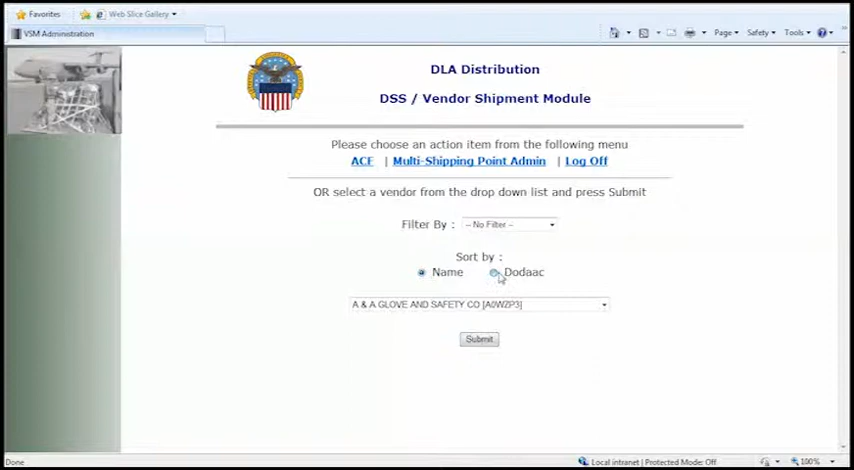 Favorites Web Slice Gallery
VSM Administration Page Safety Tools
DLA Distribution
DSS / Vendor Shipment Module
Please choose an action item from the following menu
ACF | Multi-Shipping Point Admin | Log Off
OR select a vendor from the drop down list and press Submit
Filter By : -- No Filter --
Sort by :
Name Dodaac
A & A GLOVE AND SAFETY CO [A0WZP3]
Submit
Done Local intranet | Protected Mode: Off 100%